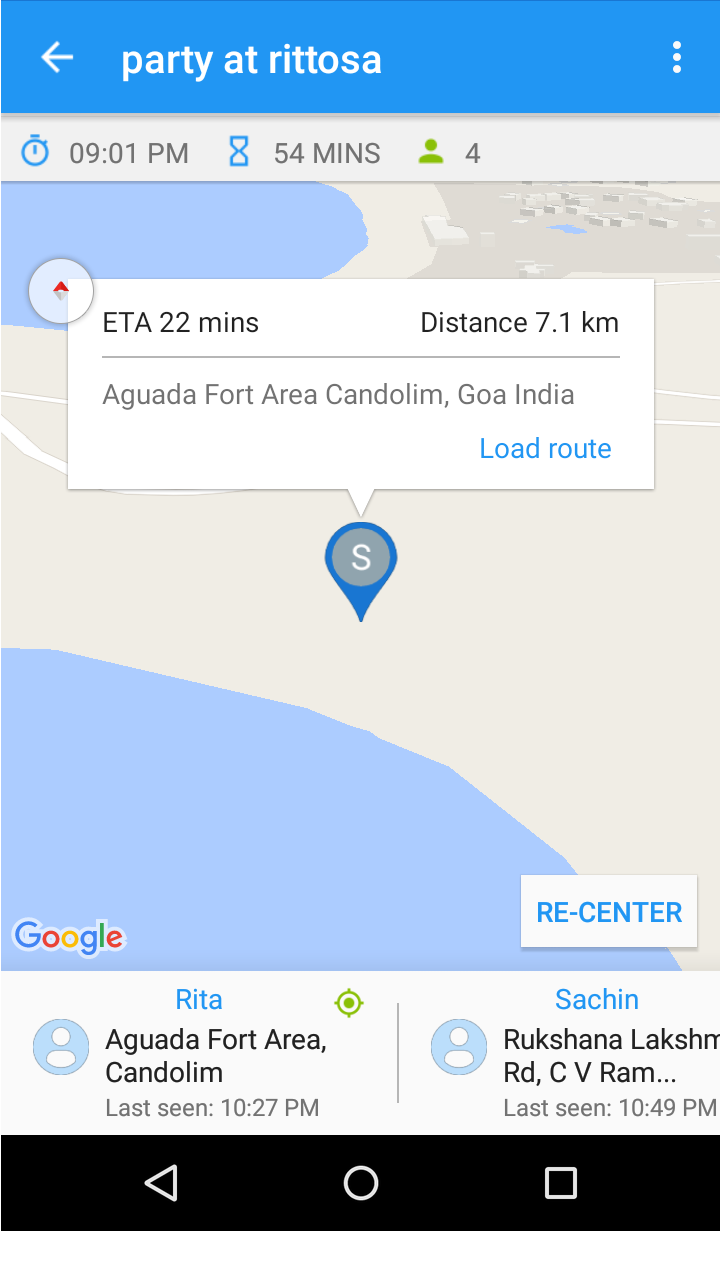 party at rittosa
09:01 PM 54 MINS 4
ETA 22 mins Distance 7.1 km
Aguada Fort Area Candolim, Goa India
Load route
S
RE-CENTER
Google
Rita
Aguada Fort Area,
Candolim
Last seen: 10:27 PM
Sachin
Rukshana Lakshm
Rd, C V Ram...
Last seen: 10:49 PM